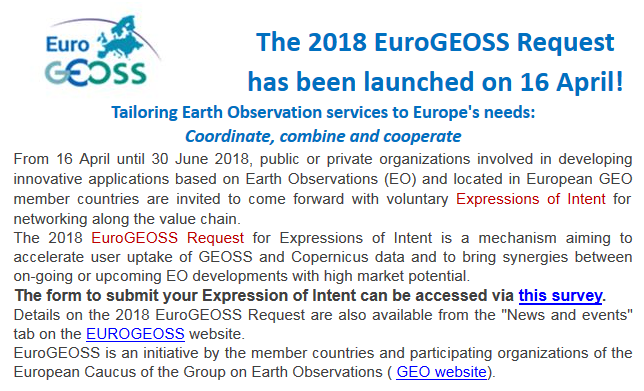 Euro
GEOSS
The 2018 EuroGEOSS Request
has been launched on 16 April!
Tailoring Earth Observation services to Europe's needs:
Coordinate, combine and cooperate
From 16 April until 30 June 2018, public or private organizations involved in developing
innovative applications based on Earth Observations (EO) and located in European GEO
member countries are invited to come forward with voluntary Expressions of Intent for
networking along the value chain.
The 2018 EuroGEOSS Request for Expressions of Intent is a mechanism aiming to
accelerate user uptake of GEOSS and Copernicus data and to bring synergies between
on-going or upcoming EO developments with high market potential.
The form to submit your Expression of Intent can be accessed via this survey.
Details on the 2018 EuroGEOSS Request are also available from the "News and events"
tab on the EUROGEOSS website.
EuroGEOSS is an initiative by the member countries and participating organizations of the
European Caucus of the Group on Earth Observations ( GEO website).